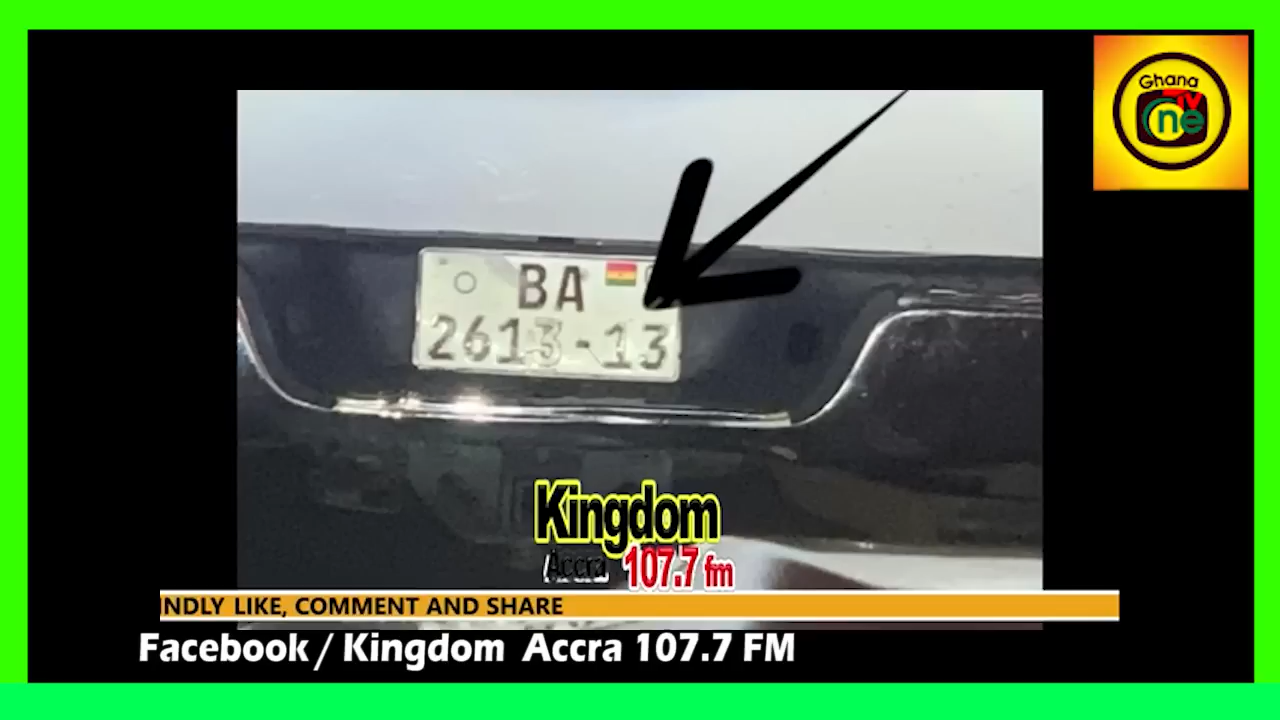 Ghana
TV
One
BA
2613-13
Kingdom
Accra 107.7 fm
INDLY LIKE, COMMENT AND SHARE
Facebook / Kingdom Accra 107.7 FM